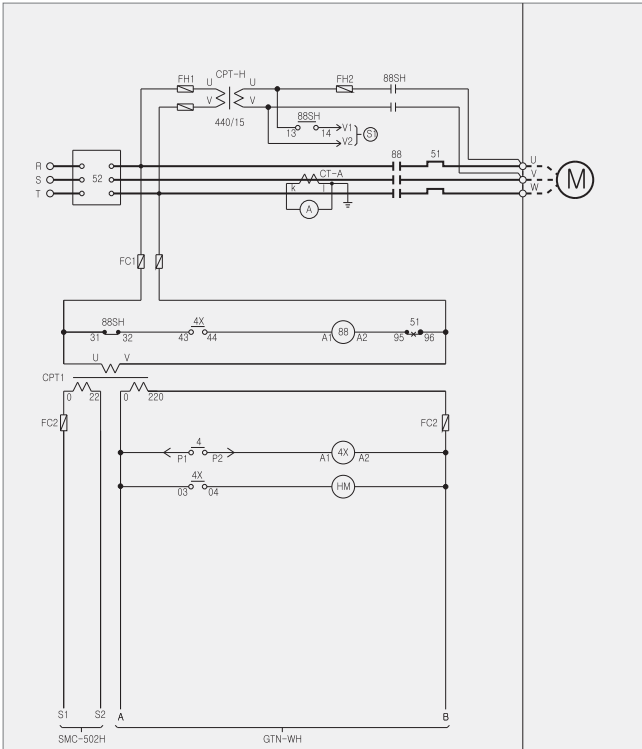 CPT-H
FH1 U U FH2 88SH
V V
440/15
88SH
13 14 V1
V2
S1
R
S
T
52
88 51
CT-A
k l
A
U
V
W
M
FC1
88SH 4X 51
31 32 43 44 A1 88 A2 95 96
U V
CPT1
0 22 0 220
FC2 FC2
4
P1 P2 A1 4X A2
4X
03 04 HM
S1 S2 A B
SMC-502H GTN-WH